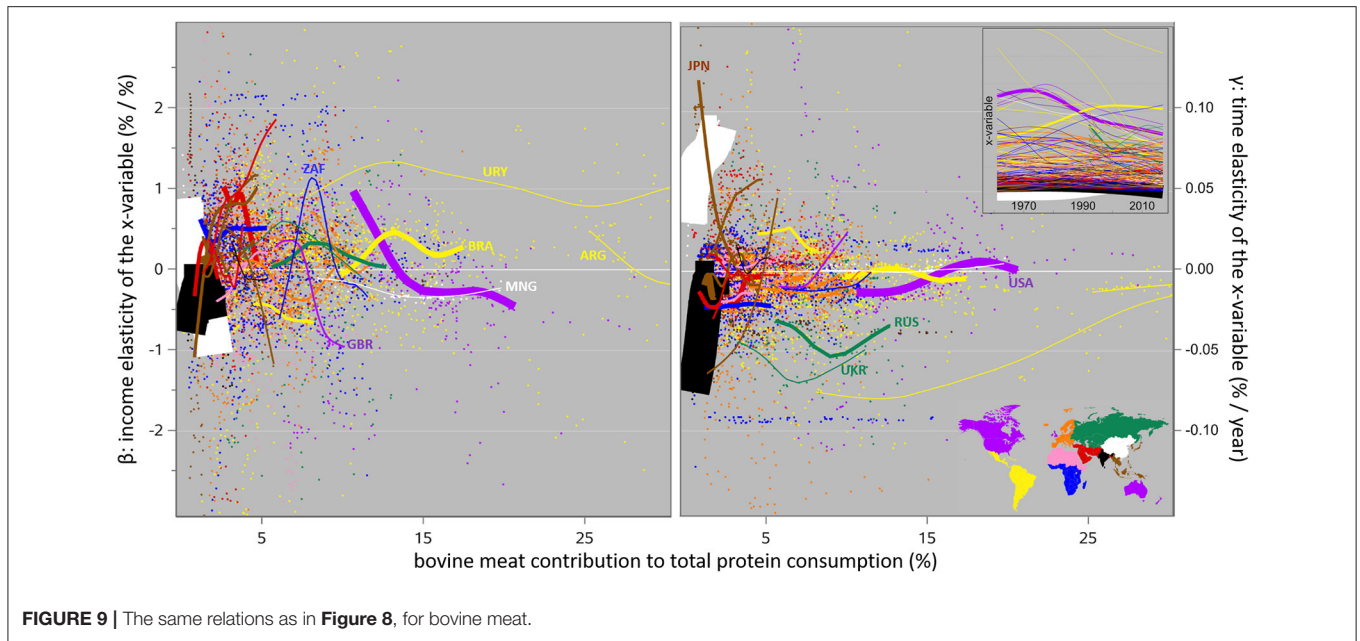 β: income elasticity of the x-variable (% / %)
2
1
0
-1
-2
ZAF
URY
BRA
ARG
MNG
GBR
5
15
25
JPN
USA
RUS
UKR
x-variable
1970
1990
2010
0.10
0.05
0.00
-0.05
-0.10
γ: time elasticity of the x-variable (% / year)
5
15
25
bovine meat contribution to total protein consumption (%)
FIGURE 9 | The same relations as in Figure 8, for bovine meat.